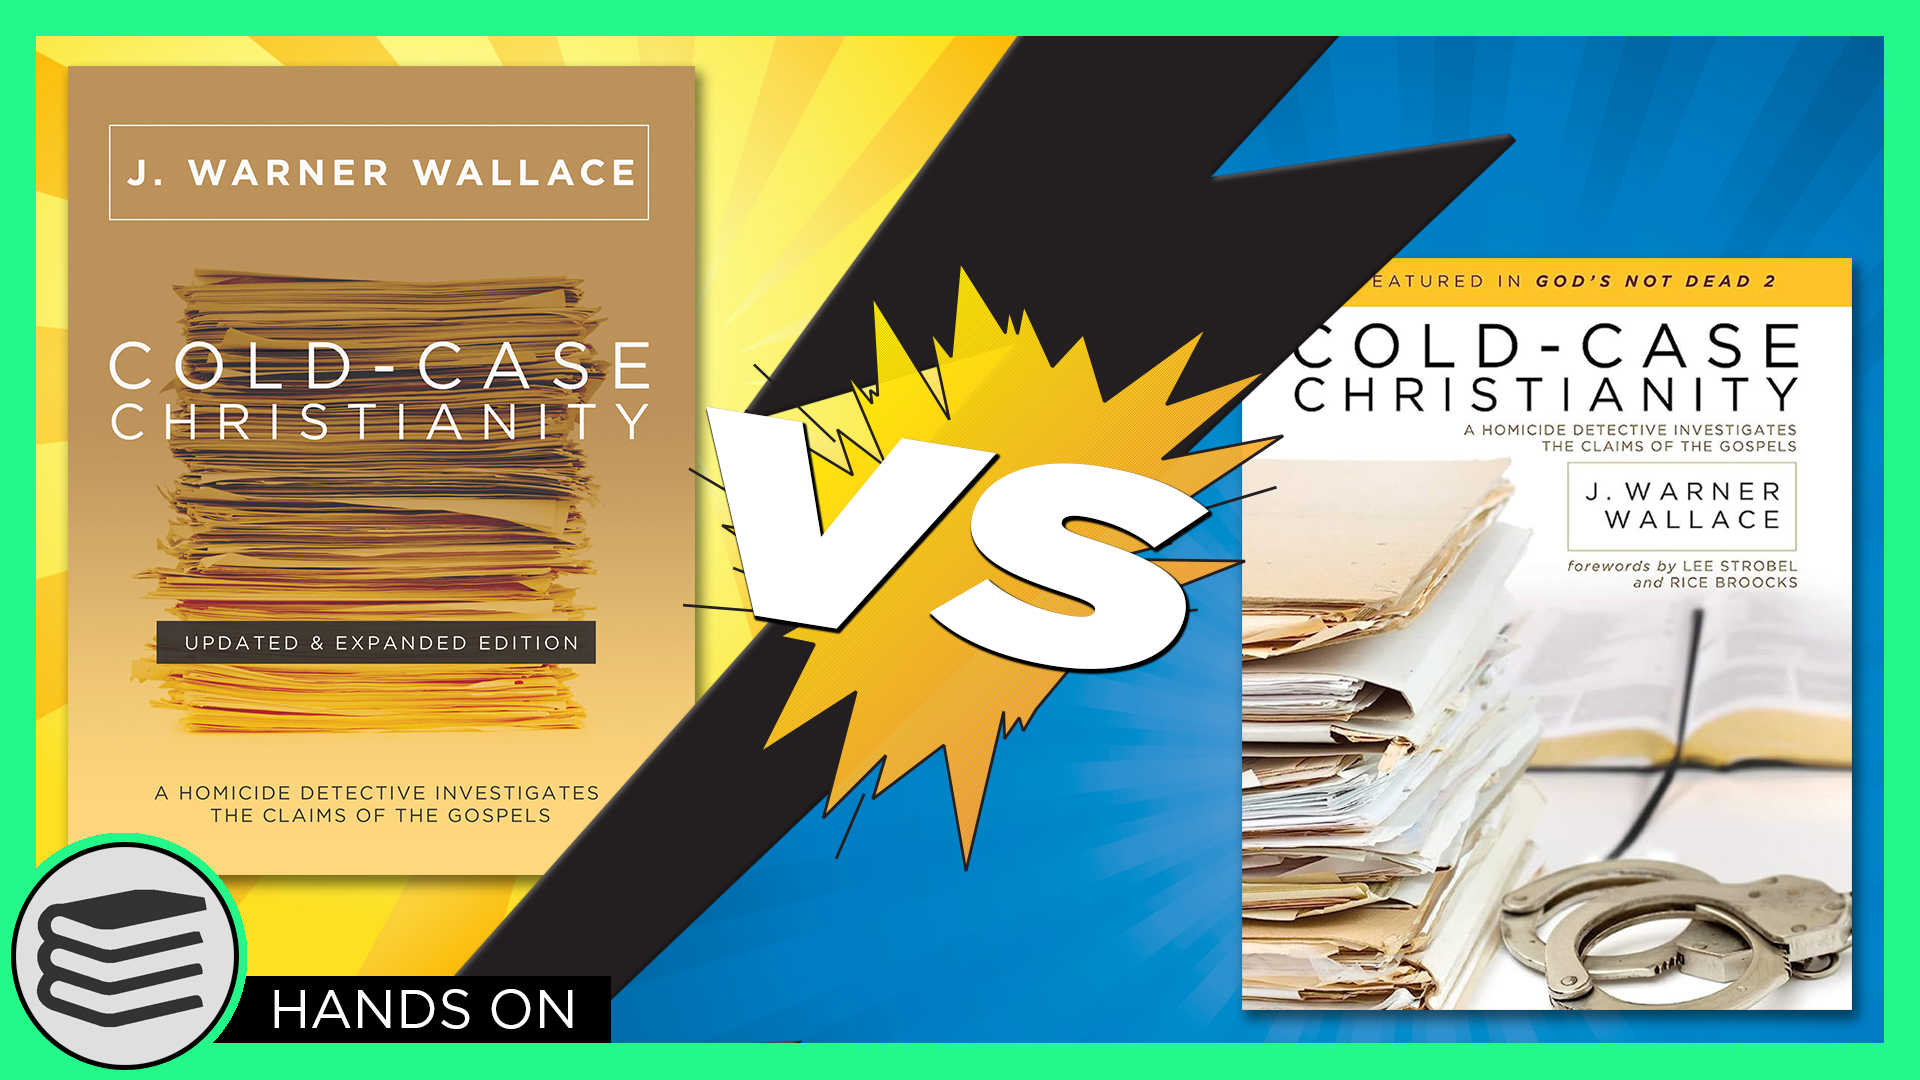 J. WARNER WALLACE
COLD-CASE
CHRISTIANITY
UPDATED & EXPANDED EDITION
A HOMICIDE DETECTIVE INVESTIGATES
THE CLAIMS OF THE GOSPELS
VS
EATURED IN GOD'S NOT DEAD 2
COLD-CASE
CHRISTIANITY
A HOMICIDE DETECTIVE INVESTIGATES
THE CLAIMS OF THE GOSPELS
J. WARNER
WALLACE
forewords by LEE STROBEL
and RICE BROOCKS
HANDS ON